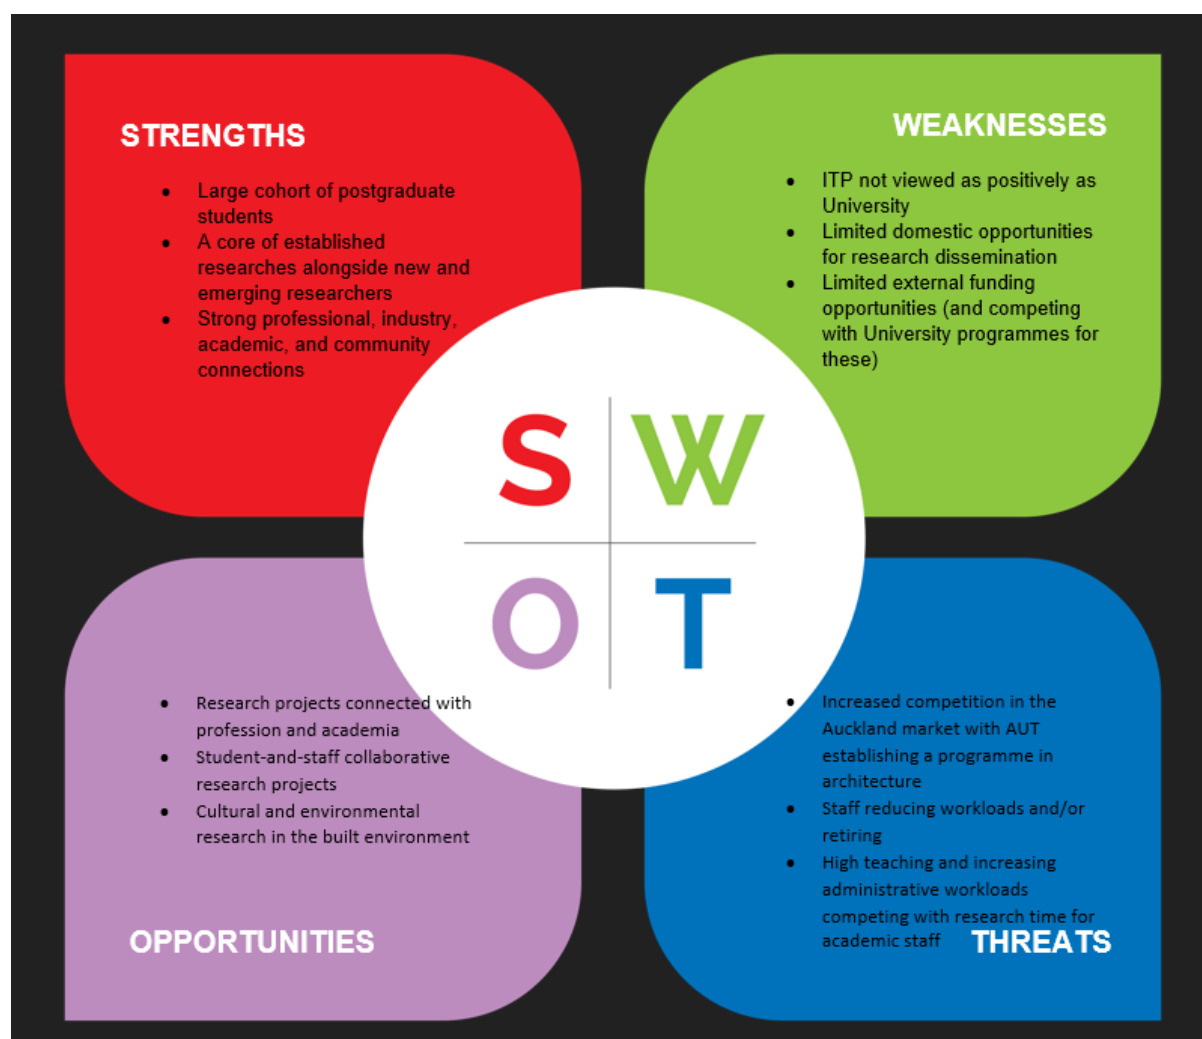 STRENGTHS
● Large cohort of postgraduate
students
● A core of established
researches alongside new and
emerging researchers
● Strong professional, industry,
academic, and community
connections
WEAKNESSES
● ITP not viewed as positively as
University
● Limited domestic opportunities
for research dissemination
● Limited external funding
opportunities (and competing
with University programmes for
these)
S W
O T
● Research projects connected with
profession and academia
● Student-and-staff collaborative
research projects
● Cultural and environmental
research in the built environment
OPPORTUNITIES
● Increased competition in the
Auckland market with AUT
establishing a programme in
architecture
● Staff reducing workloads and/or
retiring
● High teaching and increasing
administrative workloads
competing with research time for
academic staff
THREATS